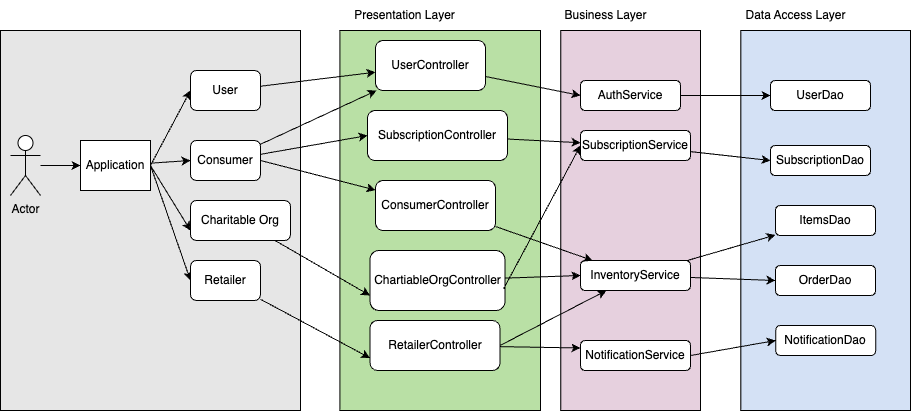 Presentation Layer
Business Layer
Data Access Layer
User
UserController
AuthService
UserDao
Application
Consumer
SubscriptionController
SubscriptionService
SubscriptionDao
Actor
Charitable Org
ConsumerController
ItemsDao
Retailer
ChartiableOrgController
InventoryService
OrderDao
RetailerController
NotificationService
NotificationDao